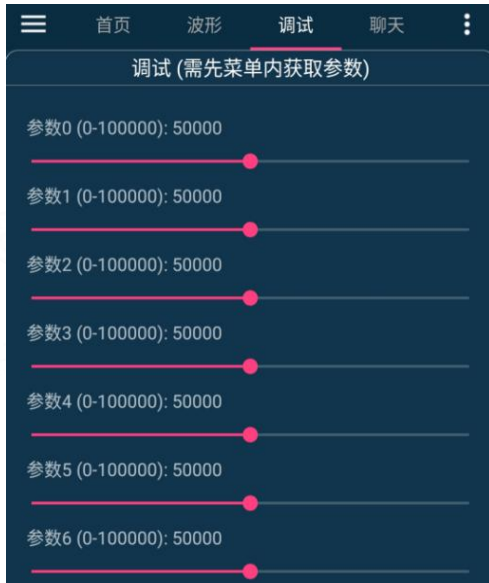 首页 波形 调试 聊天
调试 (需先菜单内获取参数)
参数0 (0-100000): 50000
参数1 (0-100000): 50000
参数2 (0-100000): 50000
参数3 (0-100000): 50000
参数4 (0-100000): 50000
参数5 (0-100000): 50000
参数6 (0-100000): 50000